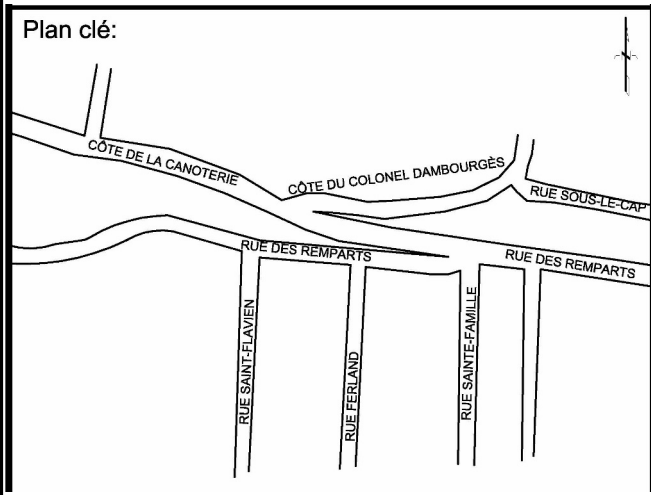 Plan clé:
CÔTE DE LA CANOTERIE
CÔTE DU COLONEL DAMBOURGÈS
RUE SOUS-LE-CAP
RUE DES REMPARTS
RUE DES REMPARTS
RUE SAINT-FLAVIEN
RUE FERLAND
RUE SAINTE-FAMILLE